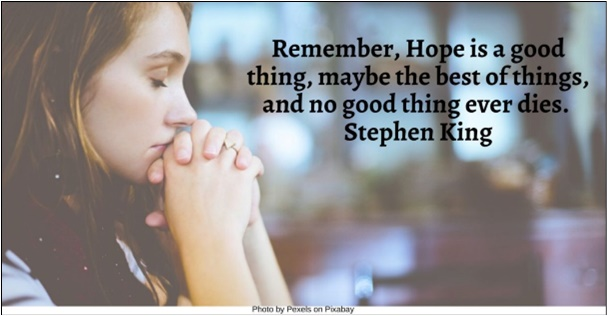 Remember, Hope is a good
thing, maybe the best of things,
and no good thing ever dies.
Stephen King
Photo by Pexels on Pixabay